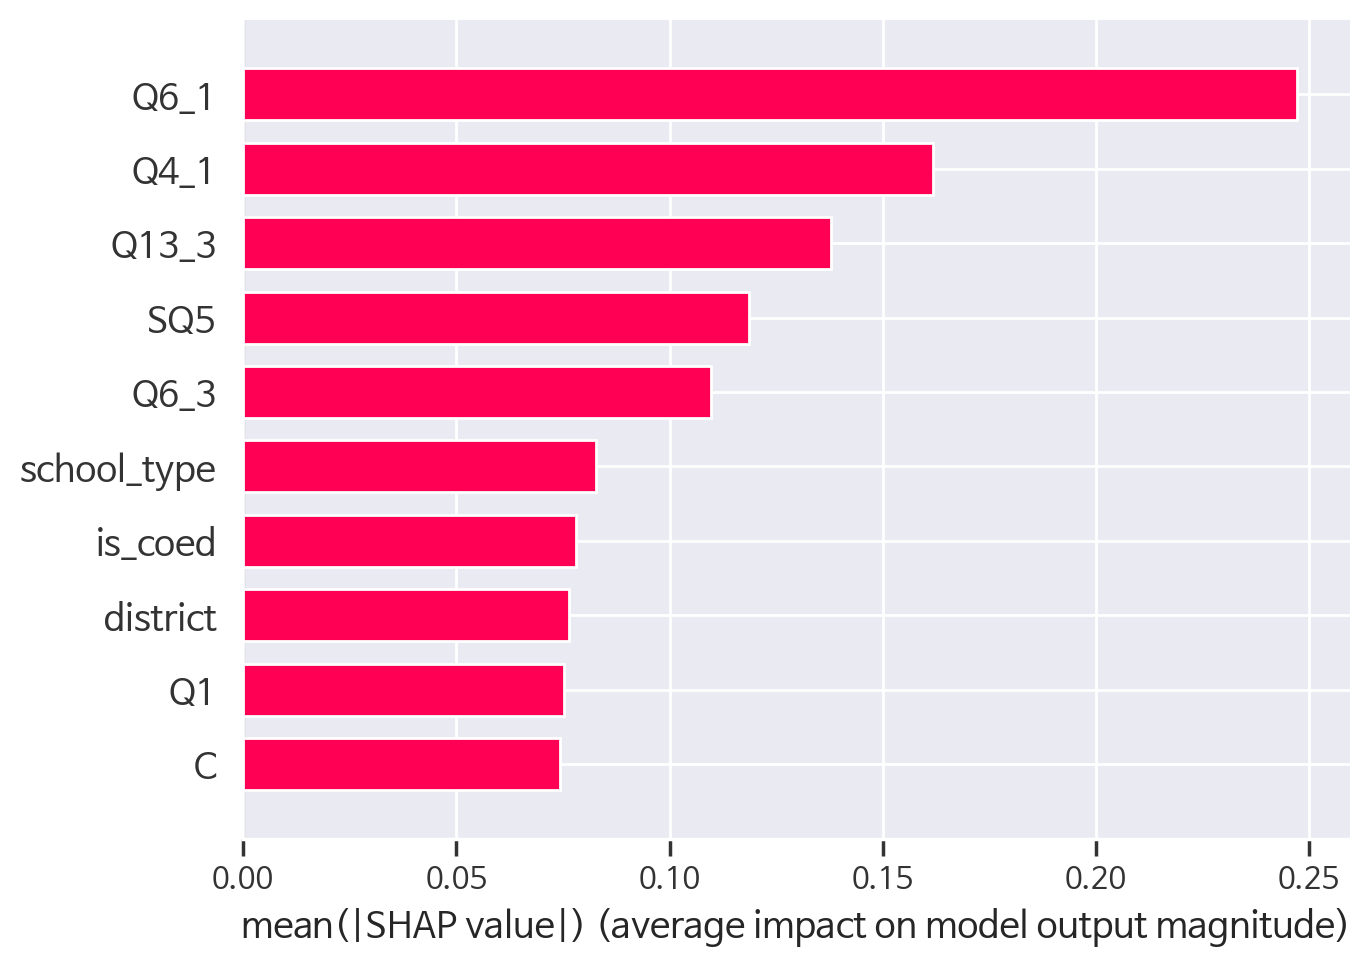 Q6_1
Q4_1
Q13_3
SQ5
Q6_3
school_type
is_coed
district
Q1
C
0.00 0.05 0.10 0.15 0.20 0.25
mean(|SHAP value|) (average impact on model output magnitude)